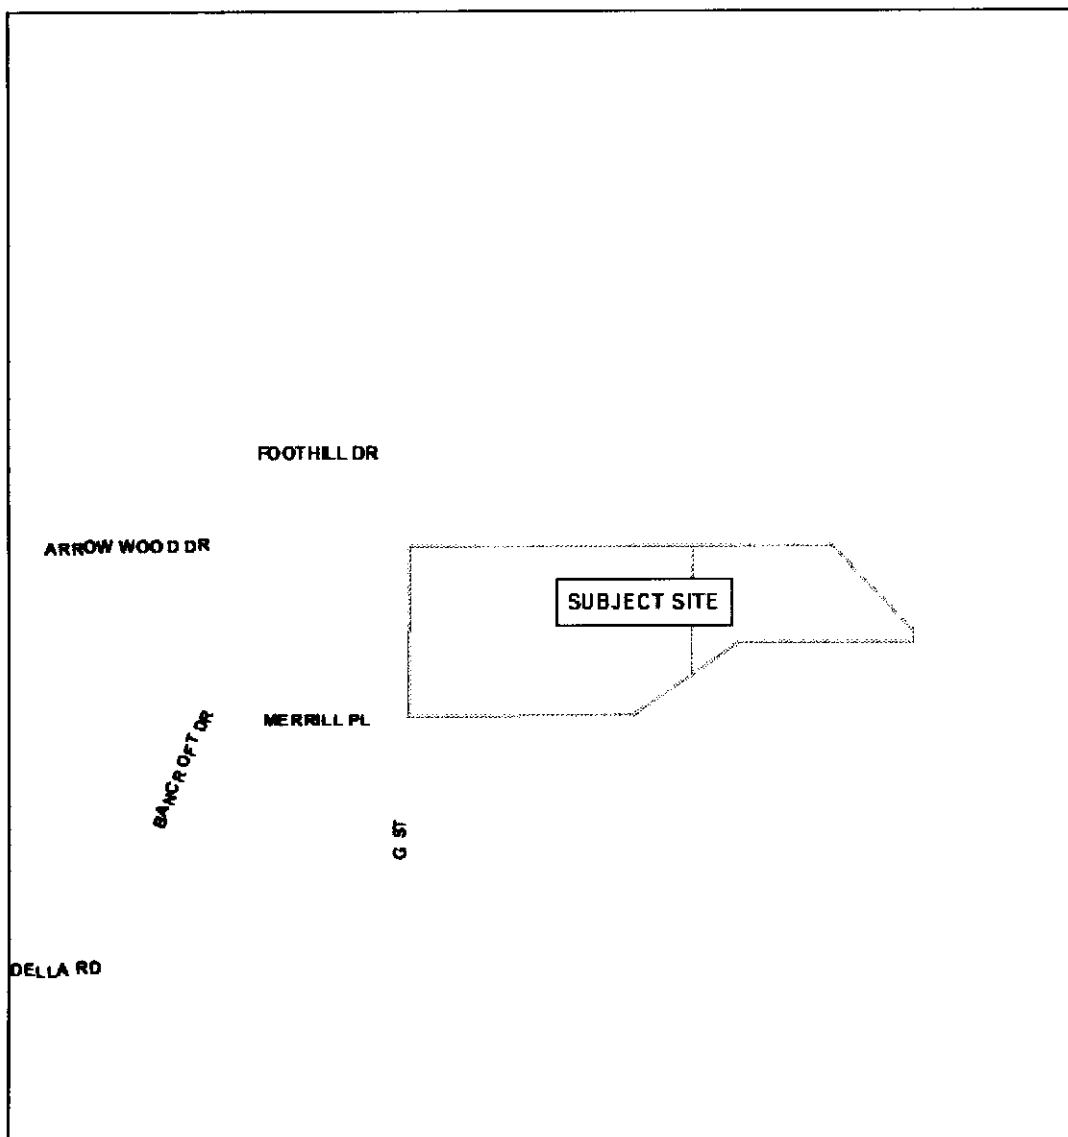 FOOTHILL DR
ARROW WOOD DR
SUBJECT SITE
MERRILL PL
BANCROFT DR
G ST
DELLA RD